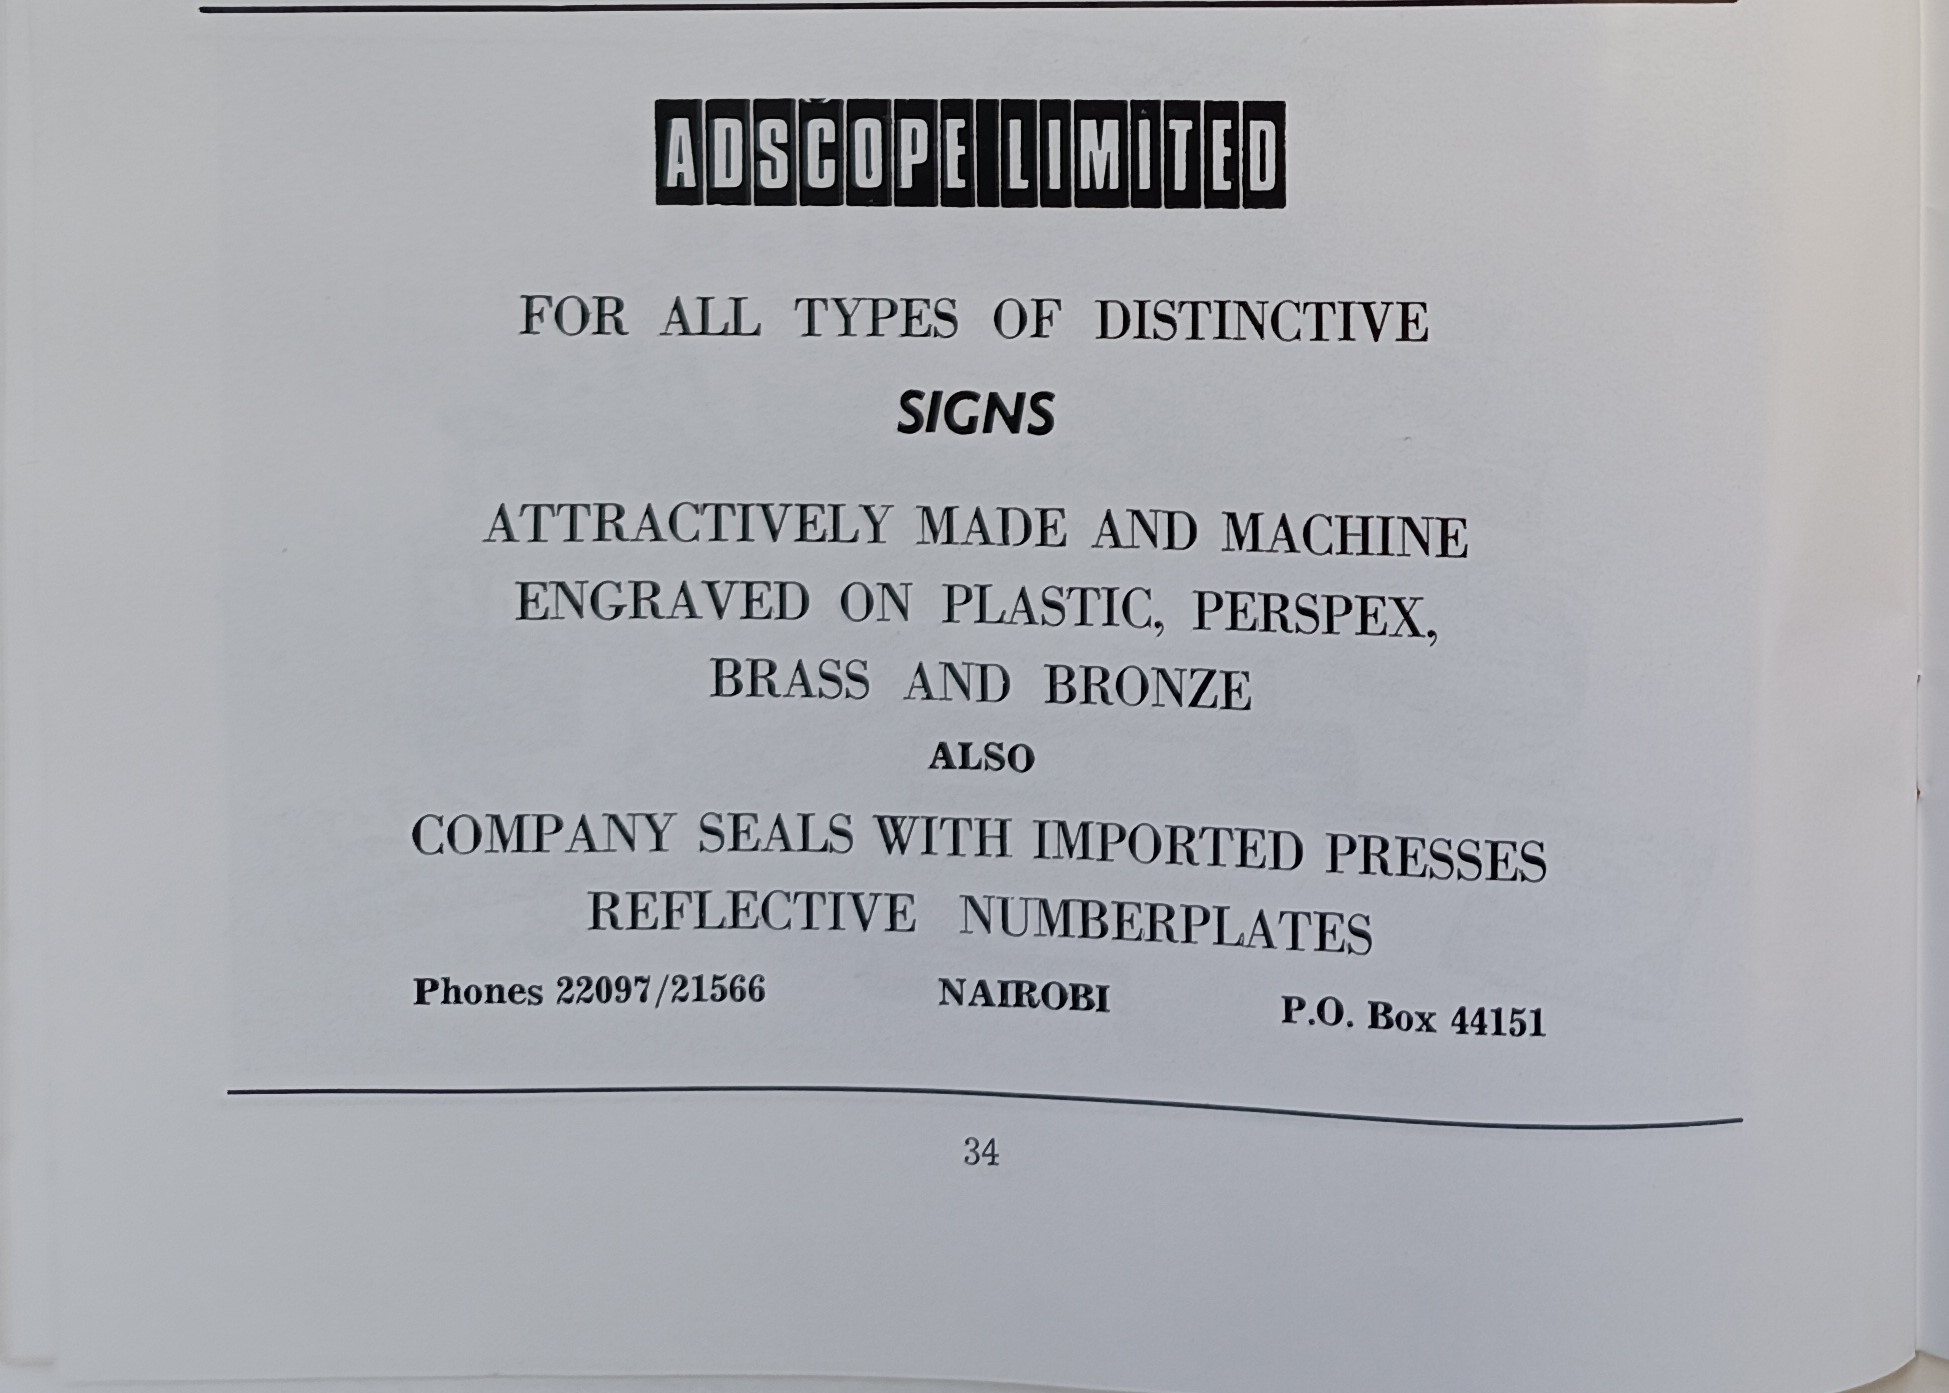 ADSCOPE LIMITED
FOR ALL TYPES OF DISTINCTIVE
SIGNS
ATTRACTIVELY MADE AND MACHINE
ENGRAVED ON PLASTIC, PERSPEX,
BRASS AND BRONZE
ALSO
COMPANY SEALS WITH IMPORTED PRESSES
REFLECTIVE NUMBERPLATES
Phones 22097/21566 NAIROBI P.O. Box 44151
34